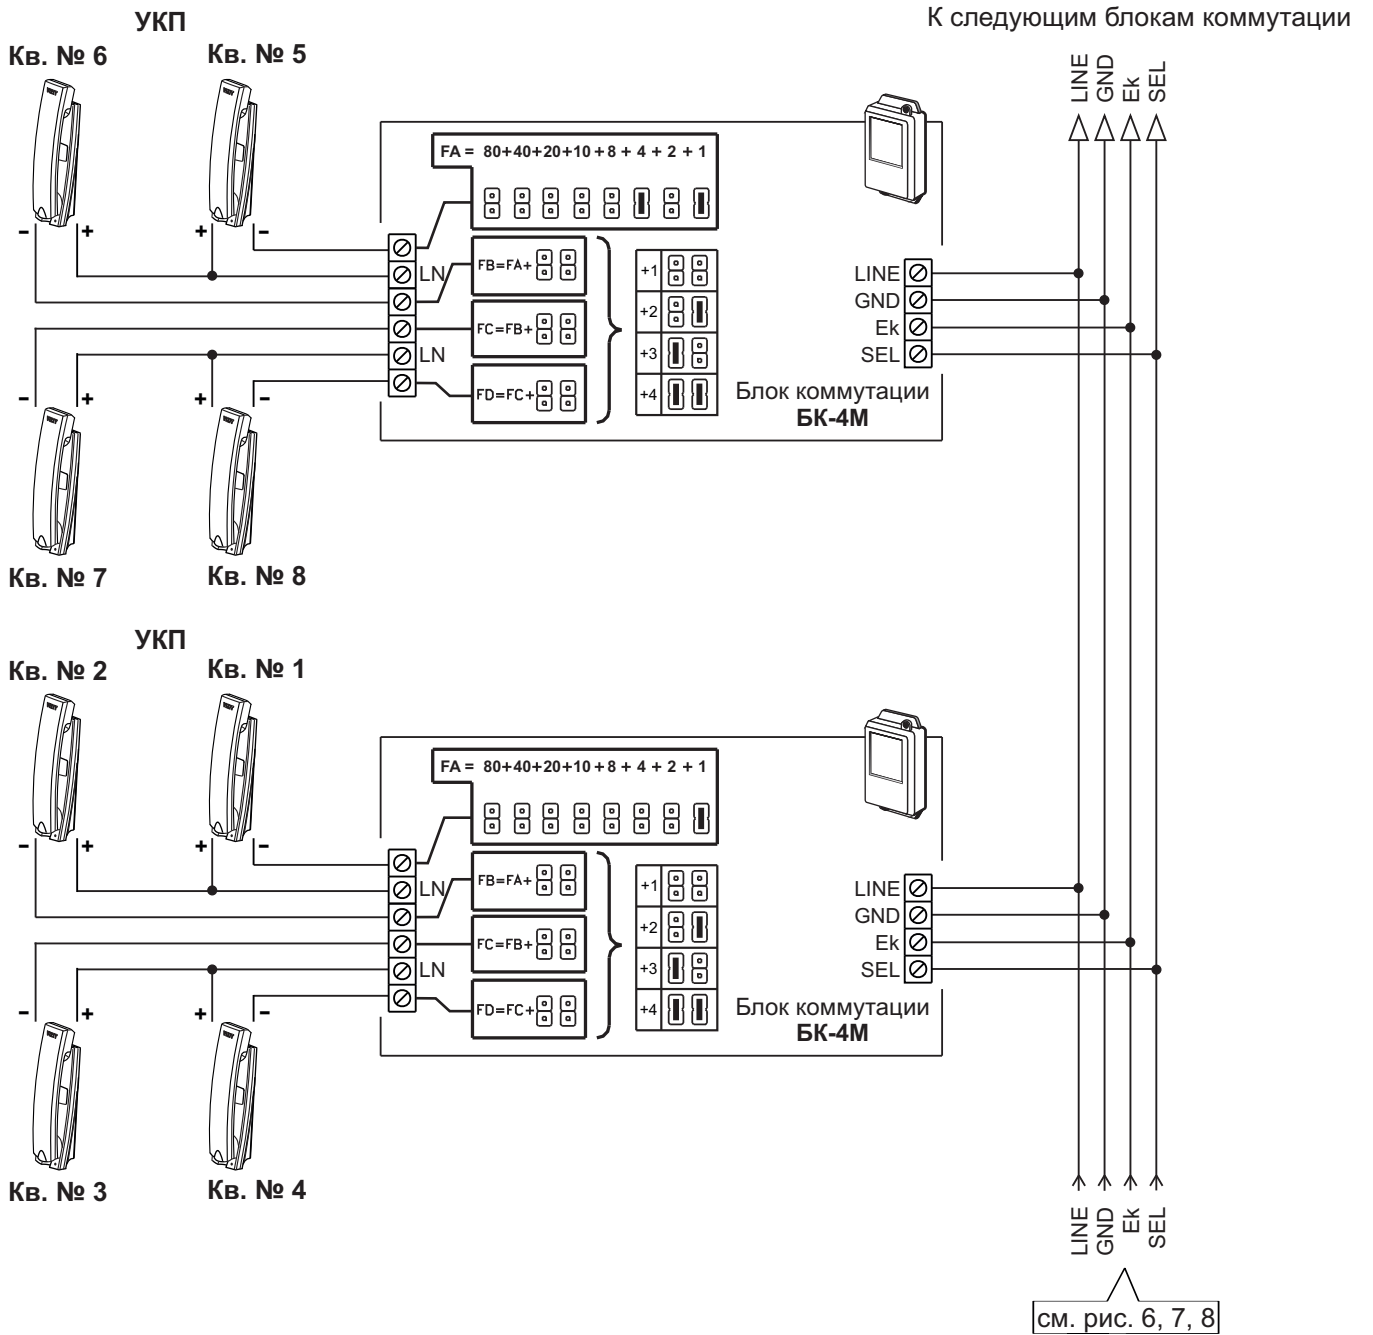 К следующим блокам коммутации
LINE
GND
Ek
SEL
УКП
Кв. № 6
Кв. № 5
- + + -
FA = 80+40+20+10+8+4+2+1
LN
FB=FA+
FC=FB+
LN
FD=FC+
+1
+2
+3
+4
LINE
GND
Ek
SEL
Блок коммутации
БК-4М
- + + -
Кв. № 7
Кв. № 8
УКП
Кв. № 2
Кв. № 1
- + + -
FA = 80+40+20+10+8+4+2+1
LN
FB=FA+
FC=FB+
LN
FD=FC+
+1
+2
+3
+4
LINE
GND
Ek
SEL
Блок коммутации
БК-4М
- + + -
Кв. № 3
Кв. № 4
LINE
GND
Ek
SEL
см. рис. 6, 7, 8